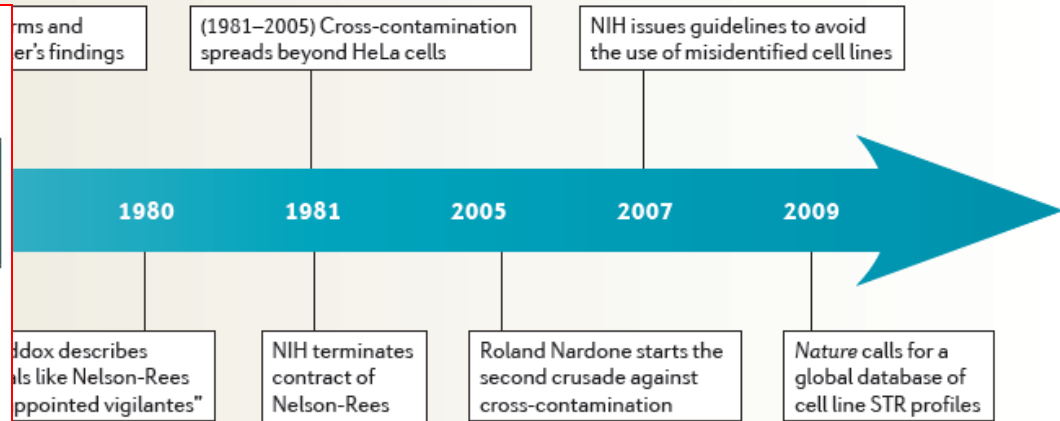 rms and
er's findings
(1981–2005) Cross-contamination
spreads beyond HeLa cells
NIH issues guidelines to avoid
the use of misidentified cell lines
1980 1981 2005 2007 2009
ddox describes
ls like Nelson-Rees
ppointed vigilantes"
NIH terminates
contract of
Nelson-Rees
Roland Nardone starts the
second crusade against
cross-contamination
Nature calls for a
global database of
cell line STR profiles